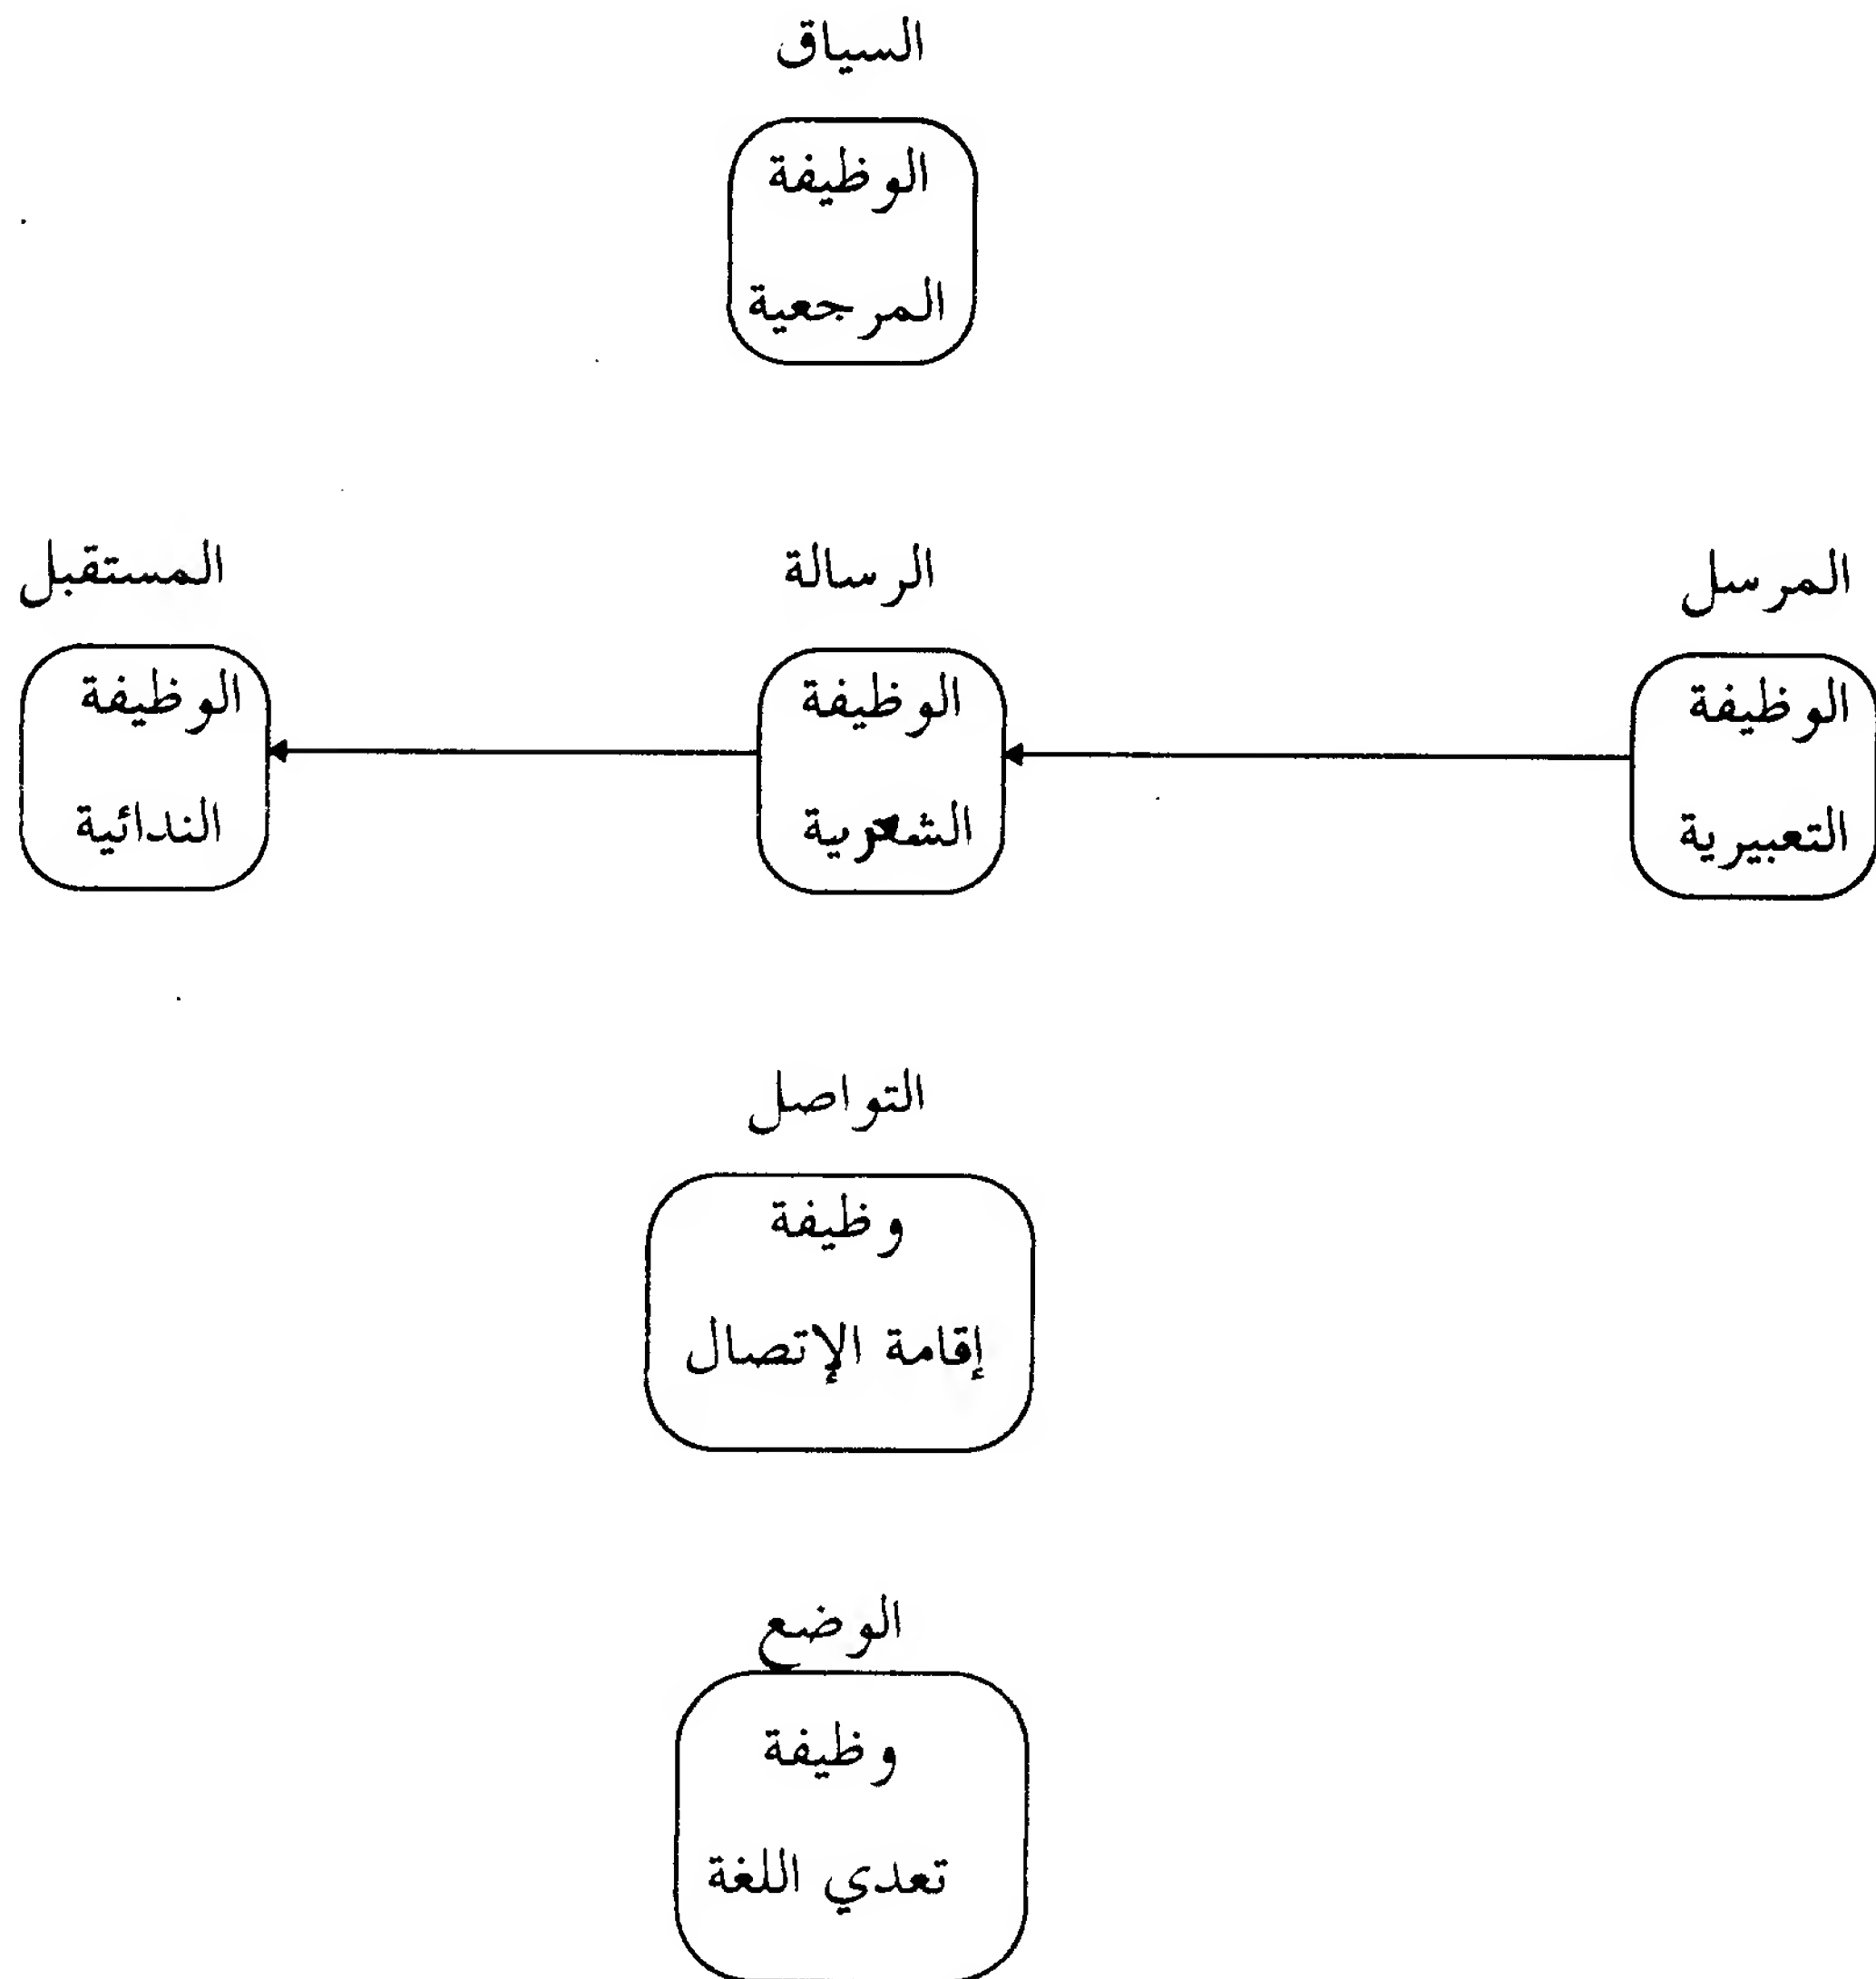 السياق
الوظيفة
المرجعية
المرسل
الوظيفة
التعبيرية
الرسالة
الوظيفة
الشعرية
المستقبل
الوظيفة
الندائية
التواصل
وظيفة
إقامة الإتصال
الوضع
وظيفة
تعدي اللغة